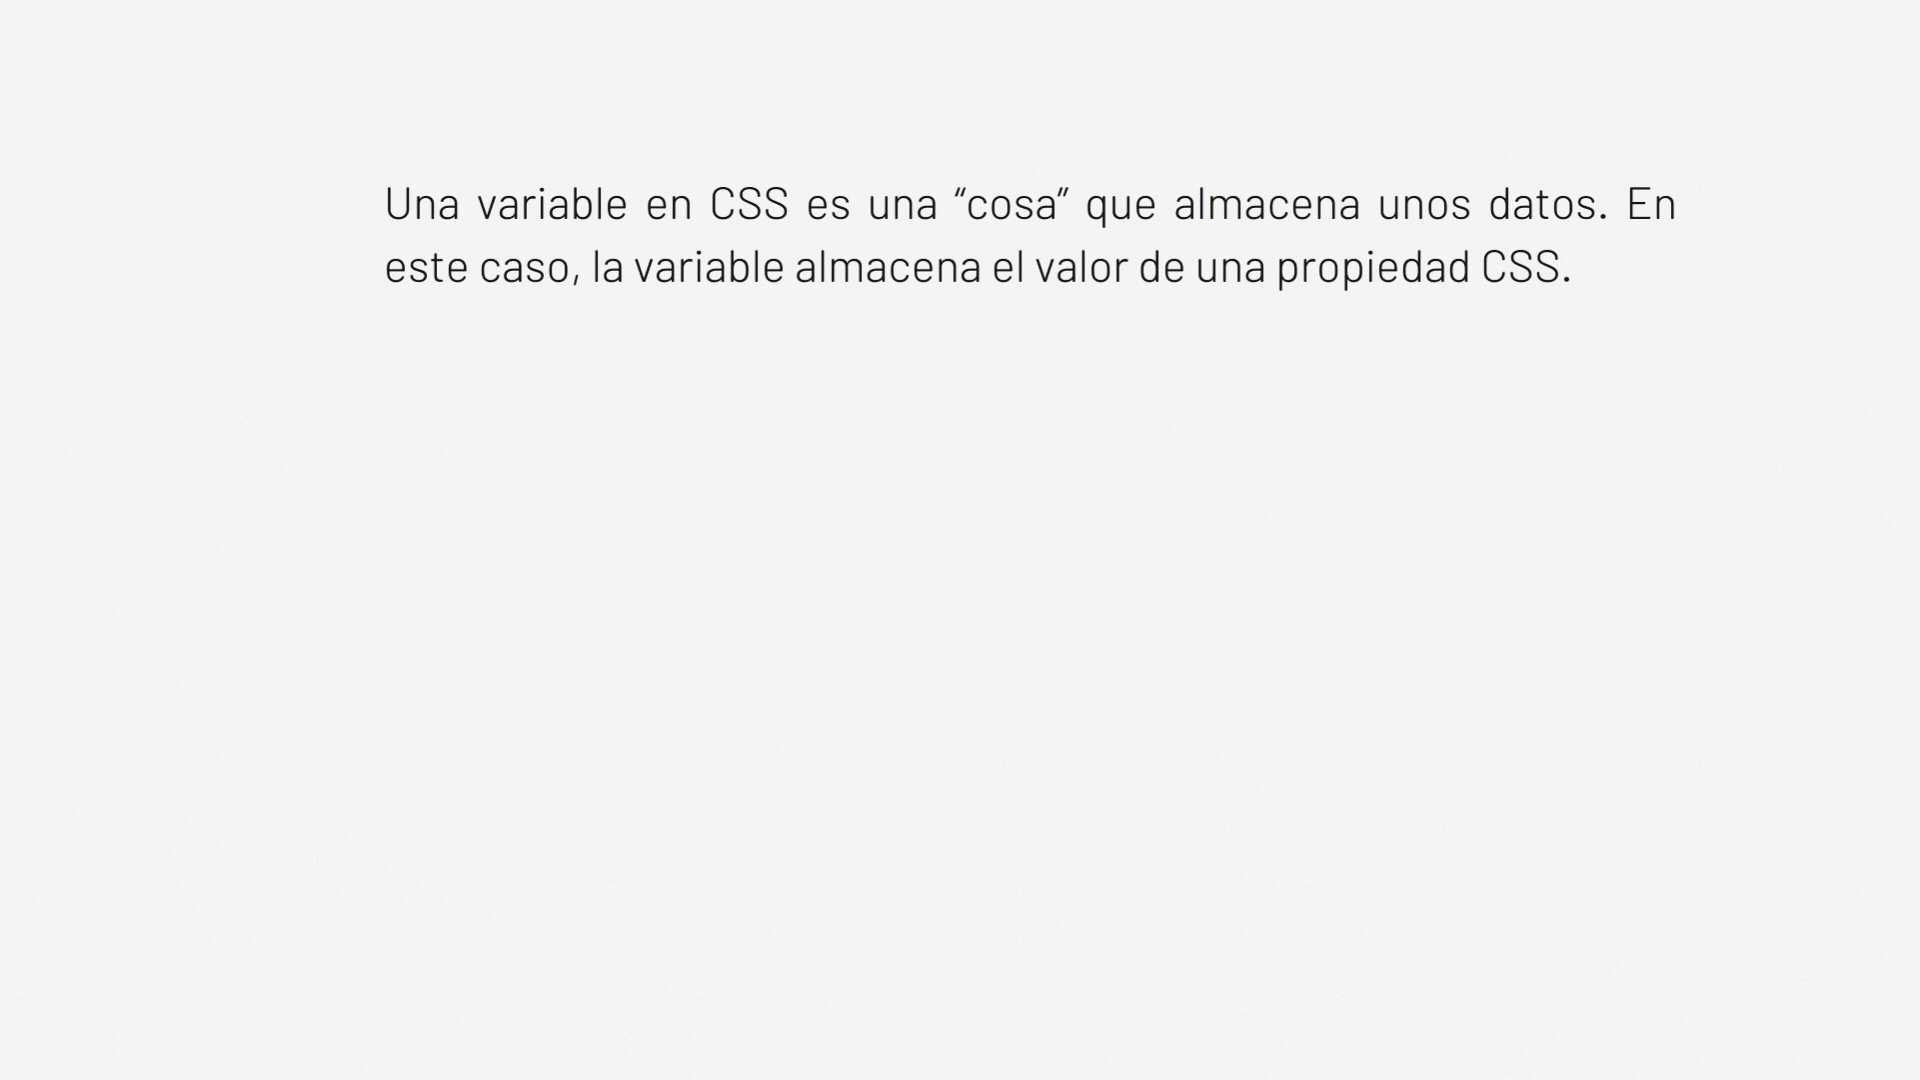 Una variable en CSS es una “cosa” que almacena unos datos. En
este caso, la variable almacena el valor de una propiedad CSS.